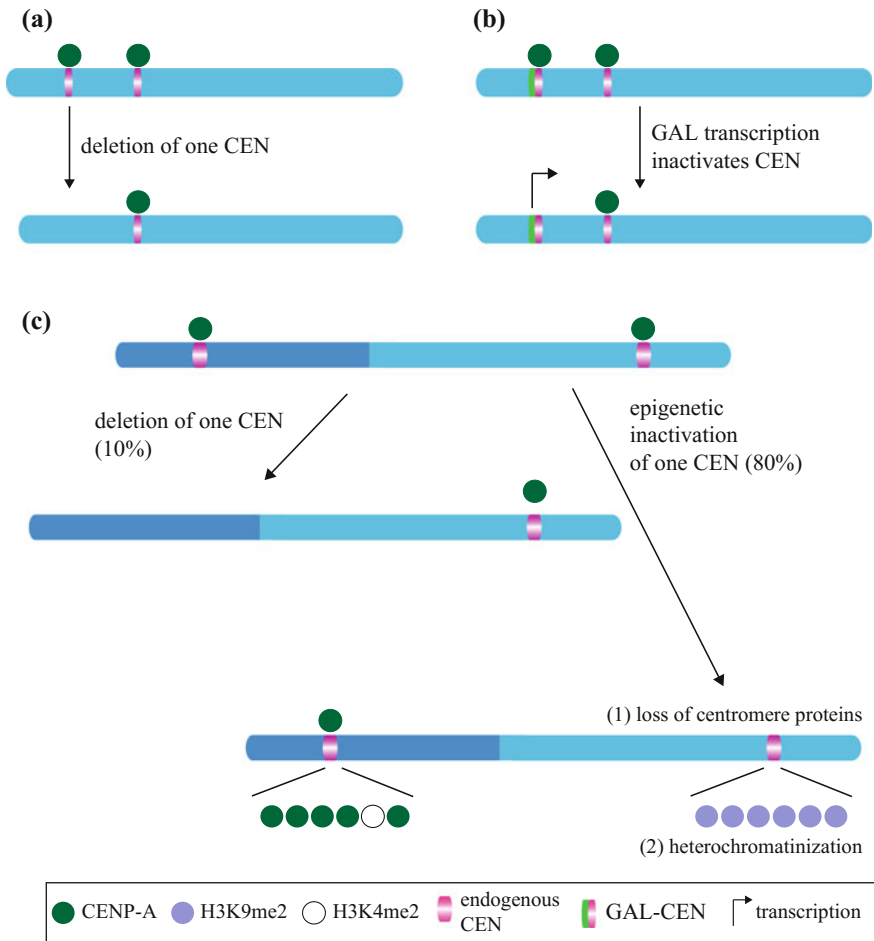 (a)
deletion of one CEN
(b)
GAL transcription
inactivates CEN
(c)
deletion of one CEN
(10%)
epigenetic
inactivation
of one CEN (80%)
(1) loss of centromere proteins
(2) heterochromatinization
CENP-A
H3K9me2
H3K4me2
endogenous
CEN
GAL-CEN
transcription